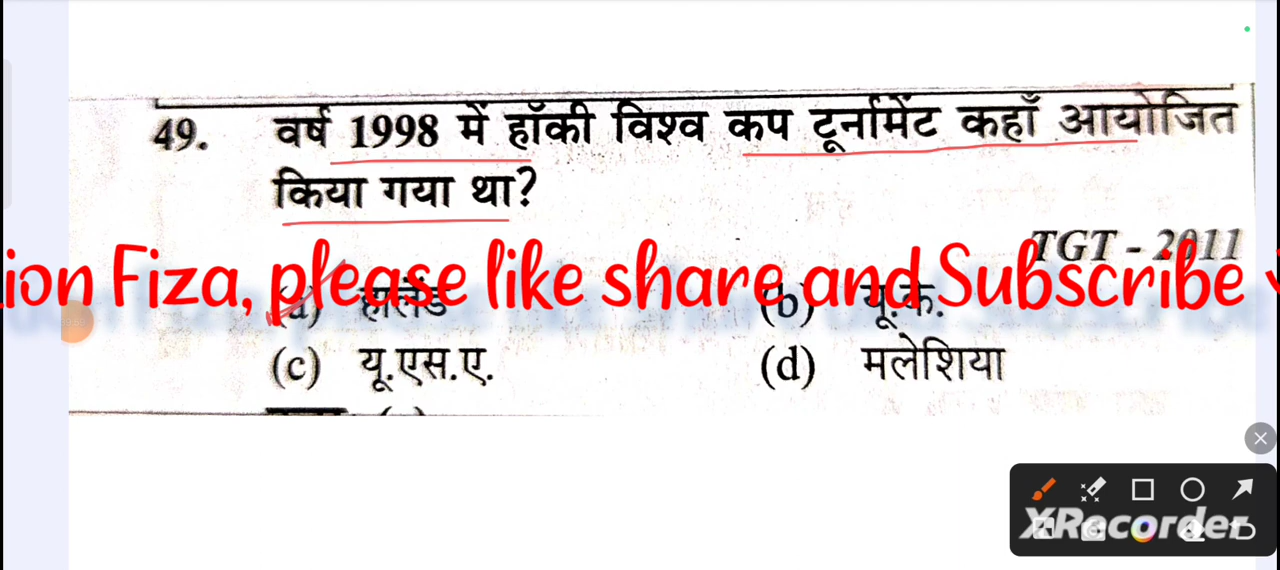 49. वर्ष 1998 में हॉकी विश्व कप टूर्नामेंट कहाँ आयोजित
किया गया था?
TGT - 2011
ion Fiza, please like share and Subscribe
(a) हालैंड (b) यू.के.
(c) यू.एस.ए. (d) मलेशिया
XRecorder